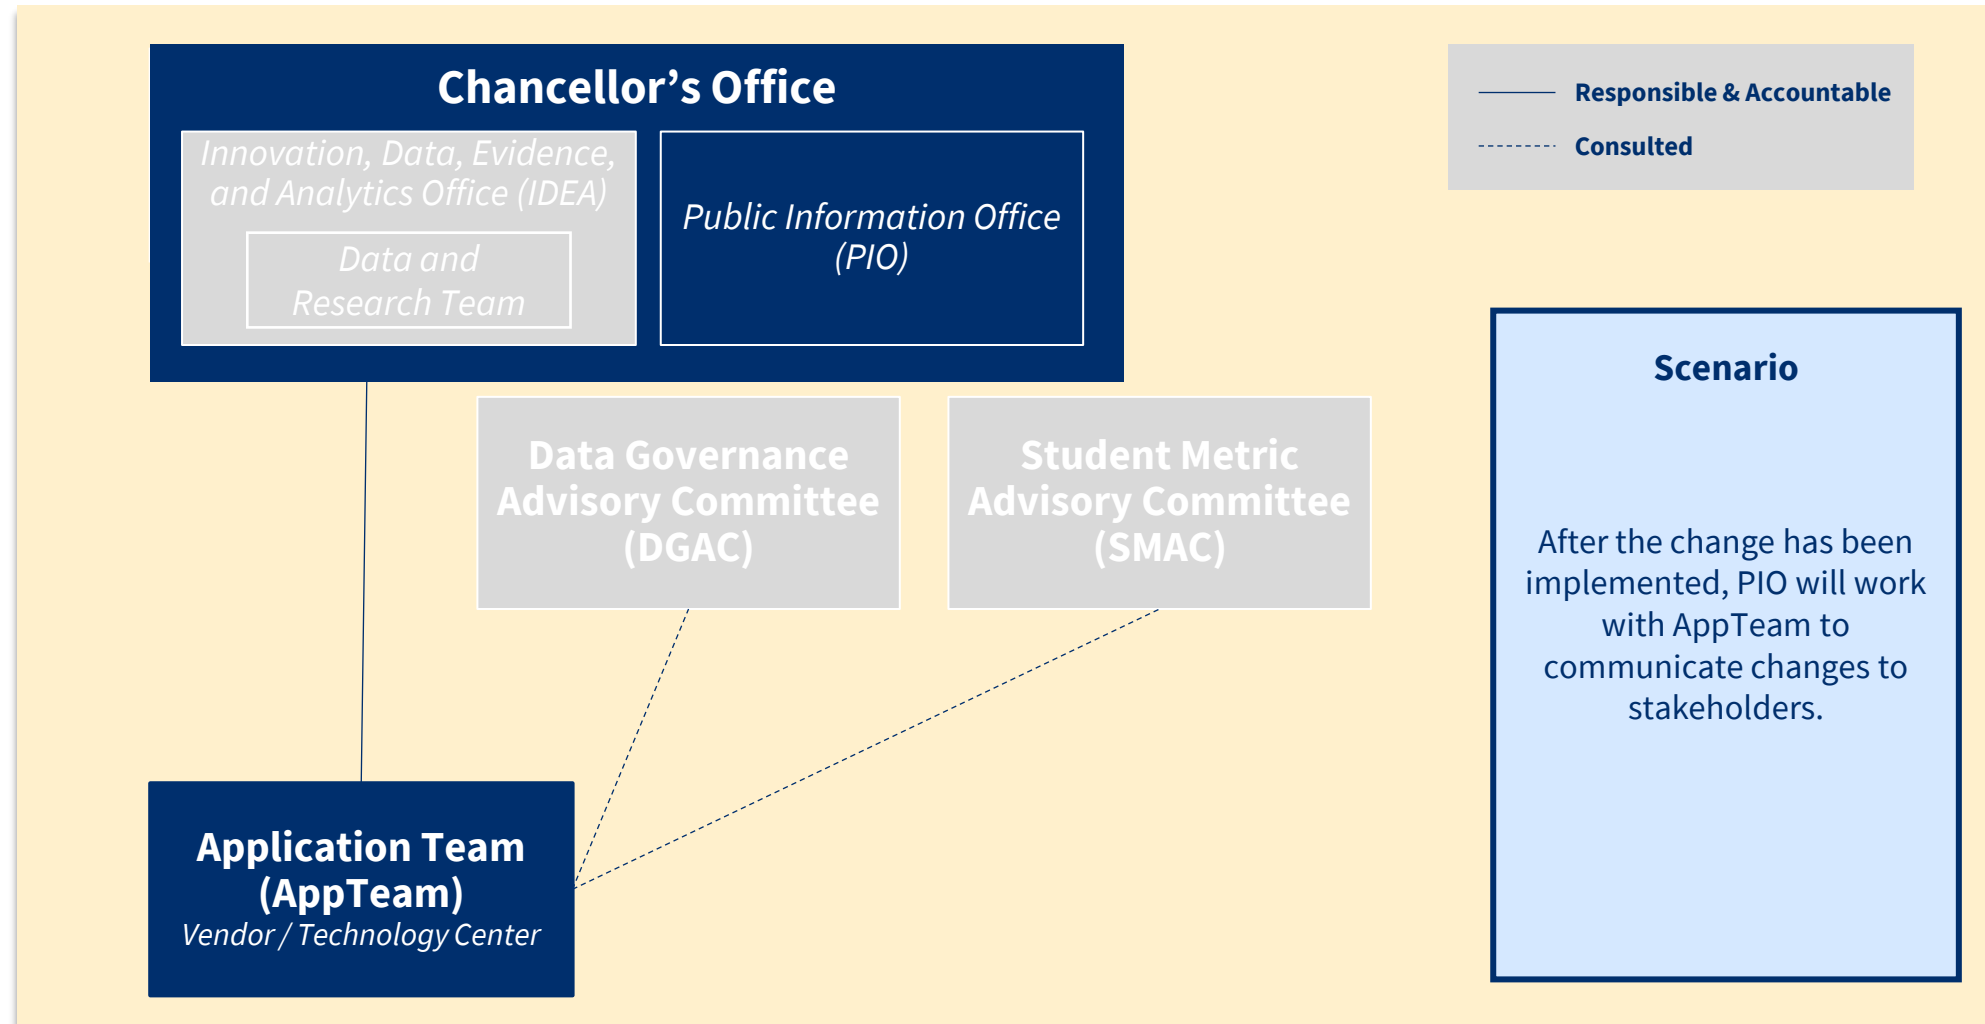 Chancellor’s Office
Innovation, Data, Evidence,
and Analytics Office (IDEA)
Data and
Research Team
Public Information Office
(PIO)
Responsible & Accountable
Consulted
Data Governance
Advisory Committee
(DGAC)
Student Metric
Advisory Committee
(SMAC)
Application Team
(AppTeam)
Vendor / Technology Center
Scenario
After the change has been
implemented, PIO will work
with AppTeam to
communicate changes to
stakeholders.